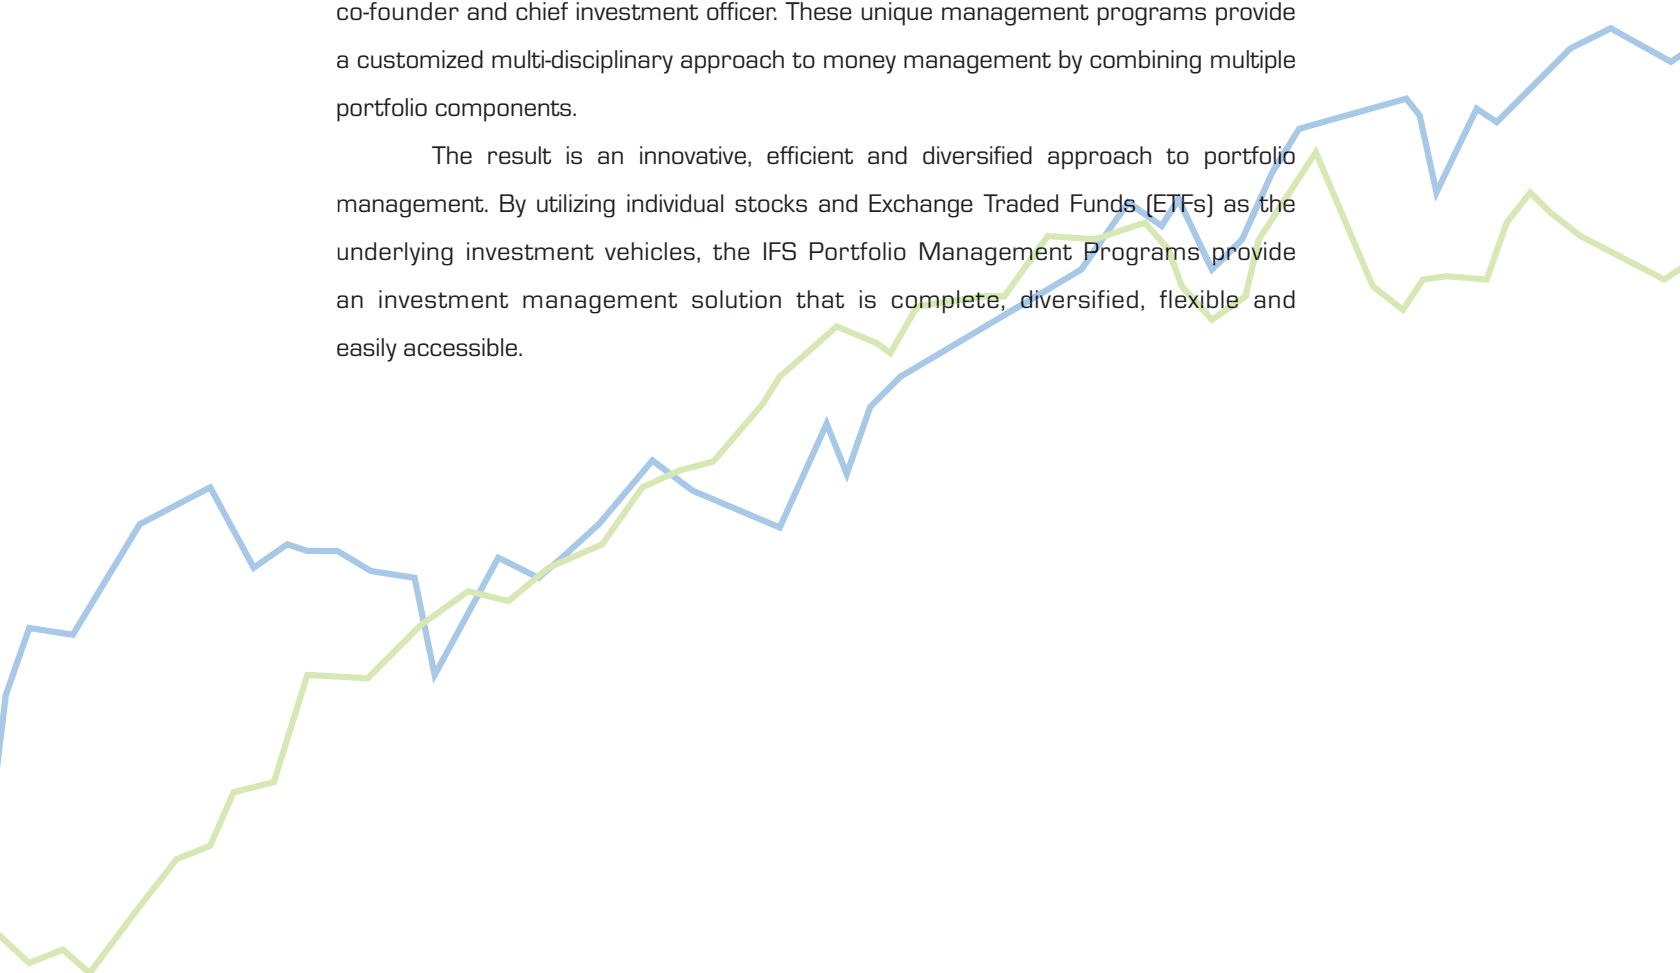 co-founder and chief investment officer. These unique management programs provide
a customized multi-disciplinary approach to money management by combining multiple
portfolio components.
The result is an innovative, efficient and diversified approach to portfolio
management. By utilizing individual stocks and Exchange Traded Funds (ETFs) as the
underlying investment vehicles, the IFS Portfolio Management Programs provide
an investment management solution that is complete, diversified, flexible and
easily accessible.